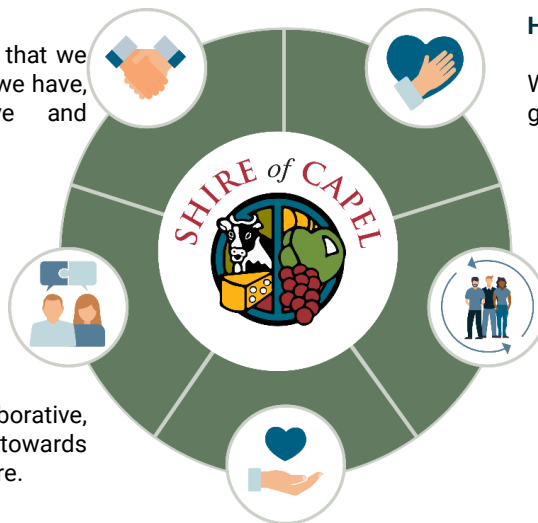 that we
we have,
and
SHIRE of CAPEL
borative,
towards
re.
H
W
g